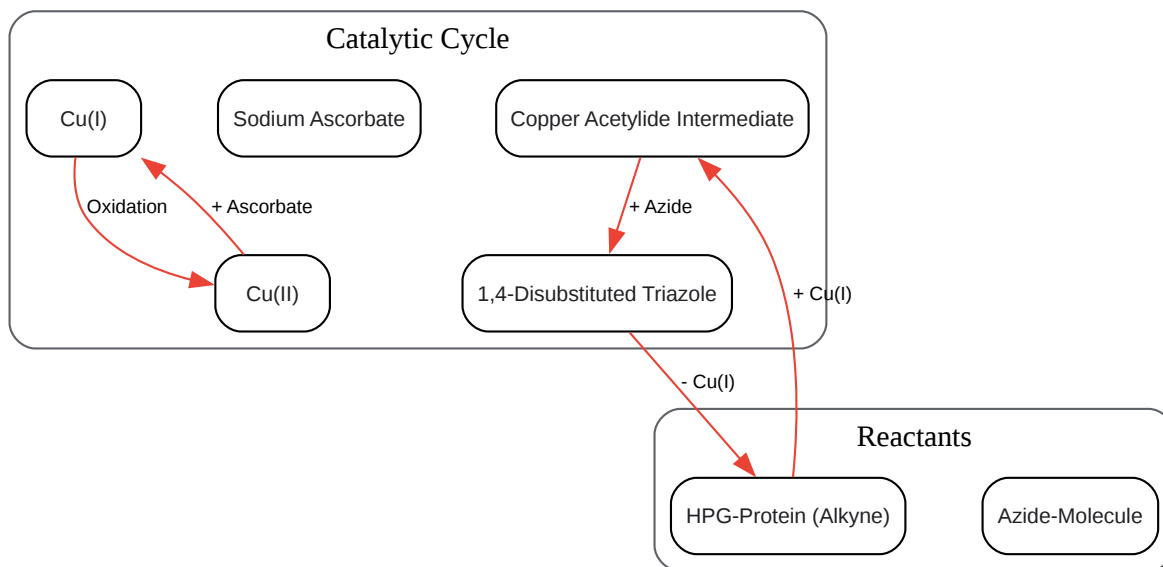 Catalytic Cycle
Cu(I)
Sodium Ascorbate
Copper Acetylide Intermediate
Oxidation
+ Ascorbate
+ Azide
Cu(II)
1,4-Disubstituted Triazole
+ Cu(I)
- Cu(I)
Reactants
HPG-Protein (Alkyne)
Azide-Molecule